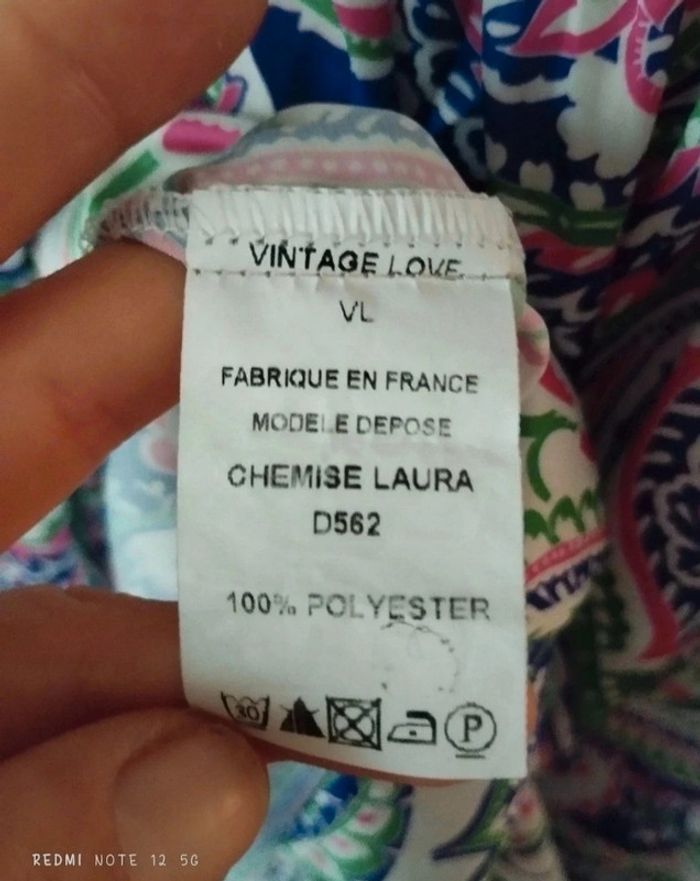 VINTAGE LOVE
VL
FABRIQUE EN FRANCE
MODELE DEPOSE
CHEMISE LAURA
D562
100% POLYESTER
30
P
REDMI NOTE 12 5G